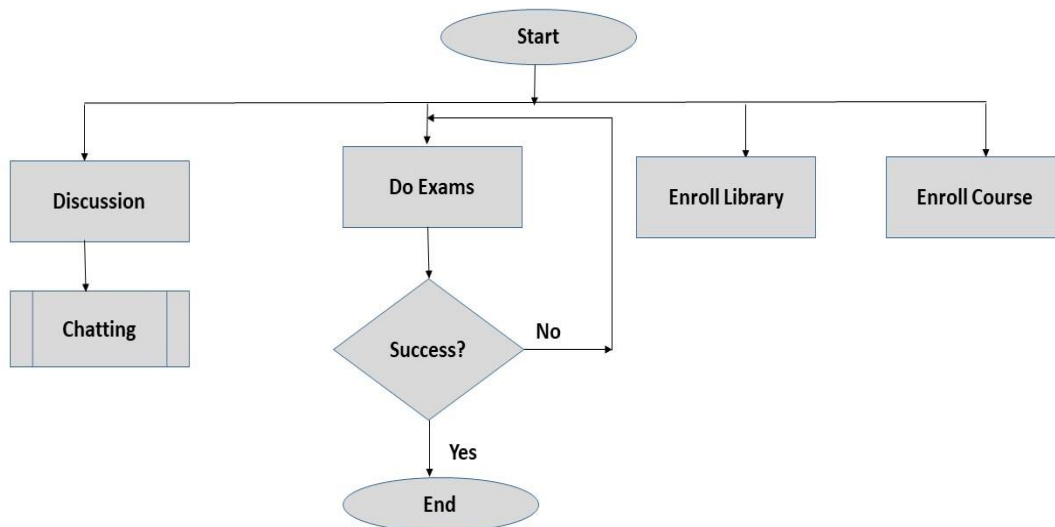 Start
Discussion
Do Exams
Enroll Library
Enroll Course
Chatting
Success?
No
Yes
End